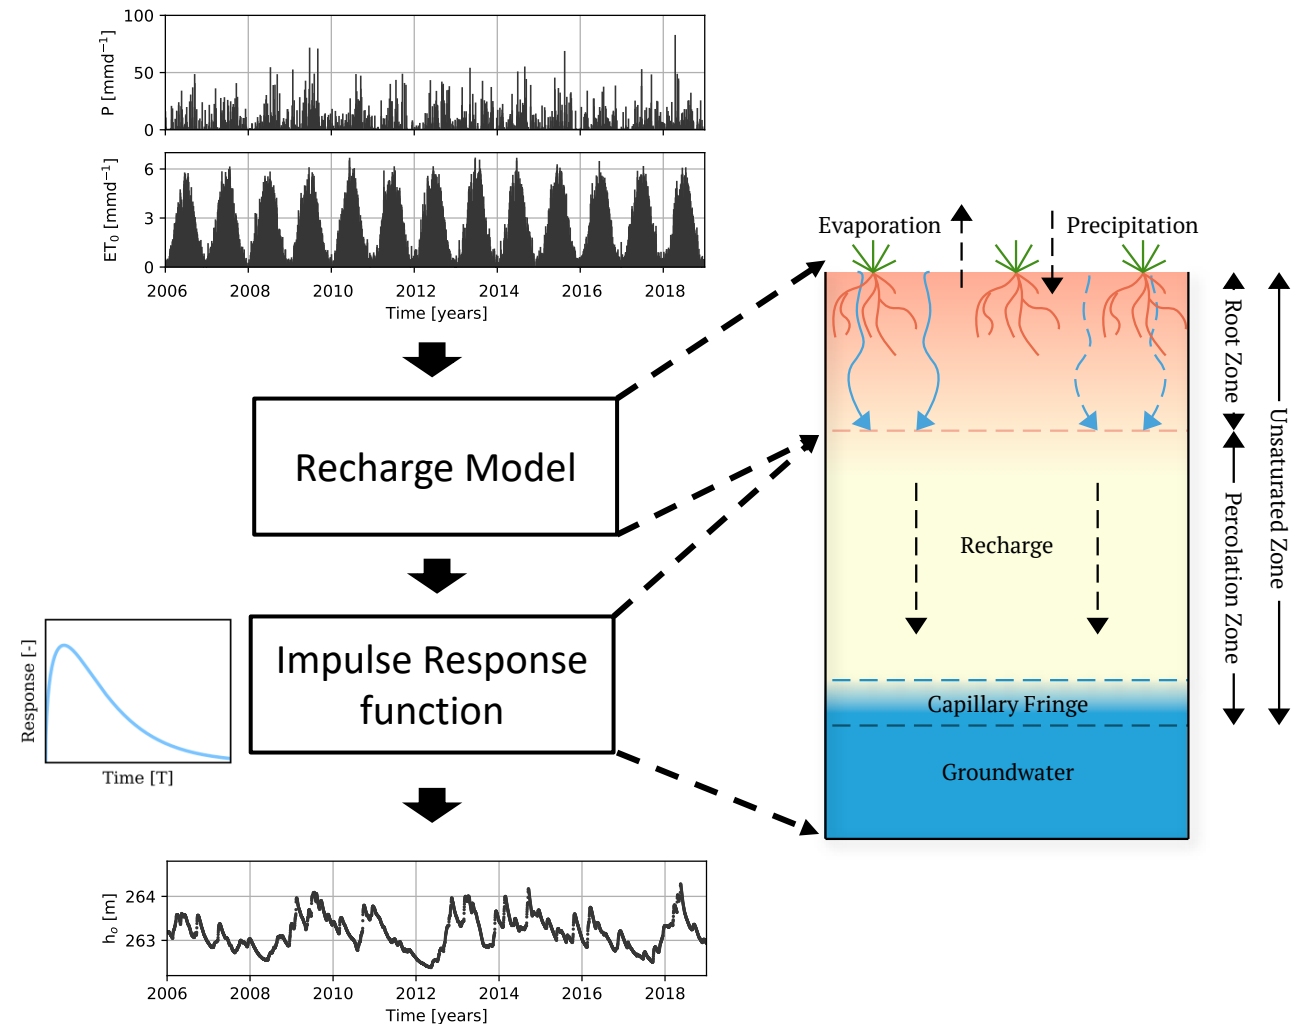 100
50
0
P [mmd⁻¹]
6
3
0
ET₀ [mmd⁻¹]
2006 2008 2010 2012 2014 2016 2018
Time [years]
Recharge Model
Impulse Response
function
Response [-]
Time [T]
264
263
hₒ [m]
2006 2008 2010 2012 2014 2016 2018
Time [years]
Evaporation
Precipitation
Recharge
Capillary Fringe
Groundwater
Root Zone
Percolation Zone
Unsaturated Zone